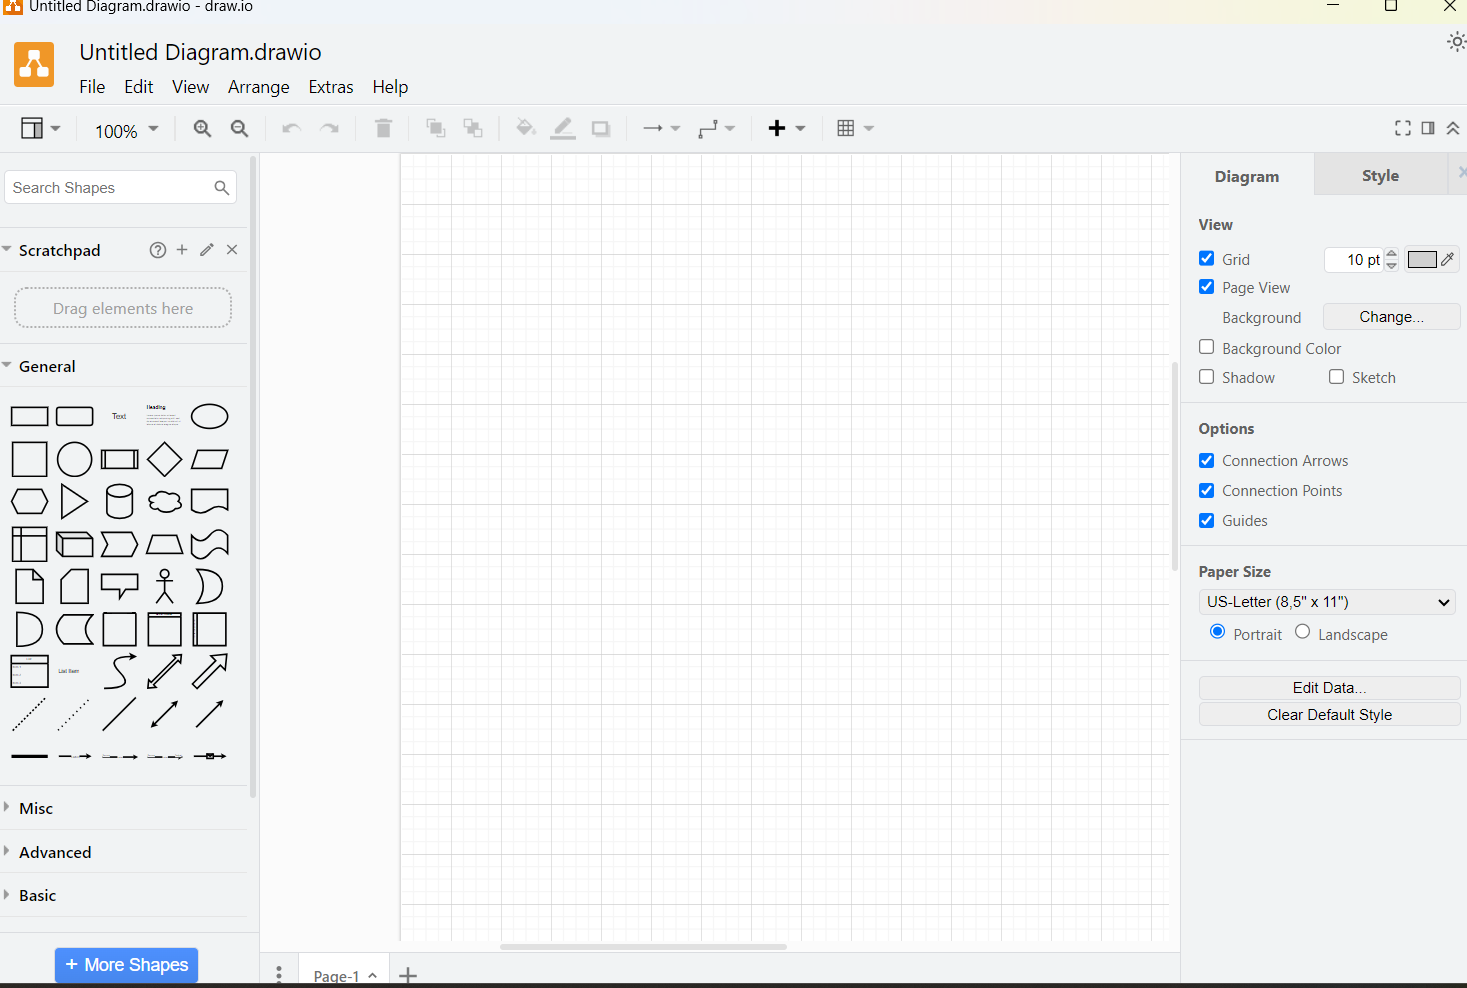 Untitled Diagram.drawio - draw.io
Untitled Diagram.drawio
File Edit View Arrange Extras Help
100%
Search Shapes
Scratchpad
Drag elements here
General
Text
Heading
List Item
Misc
Advanced
Basic
+ More Shapes
Page-1
Diagram Style
View
Grid 10 pt
Page View
Background Change...
Background Color
Shadow Sketch
Options
Connection Arrows
Connection Points
Guides
Paper Size
US-Letter (8,5" x 11")
Portrait Landscape
Edit Data...
Clear Default Style